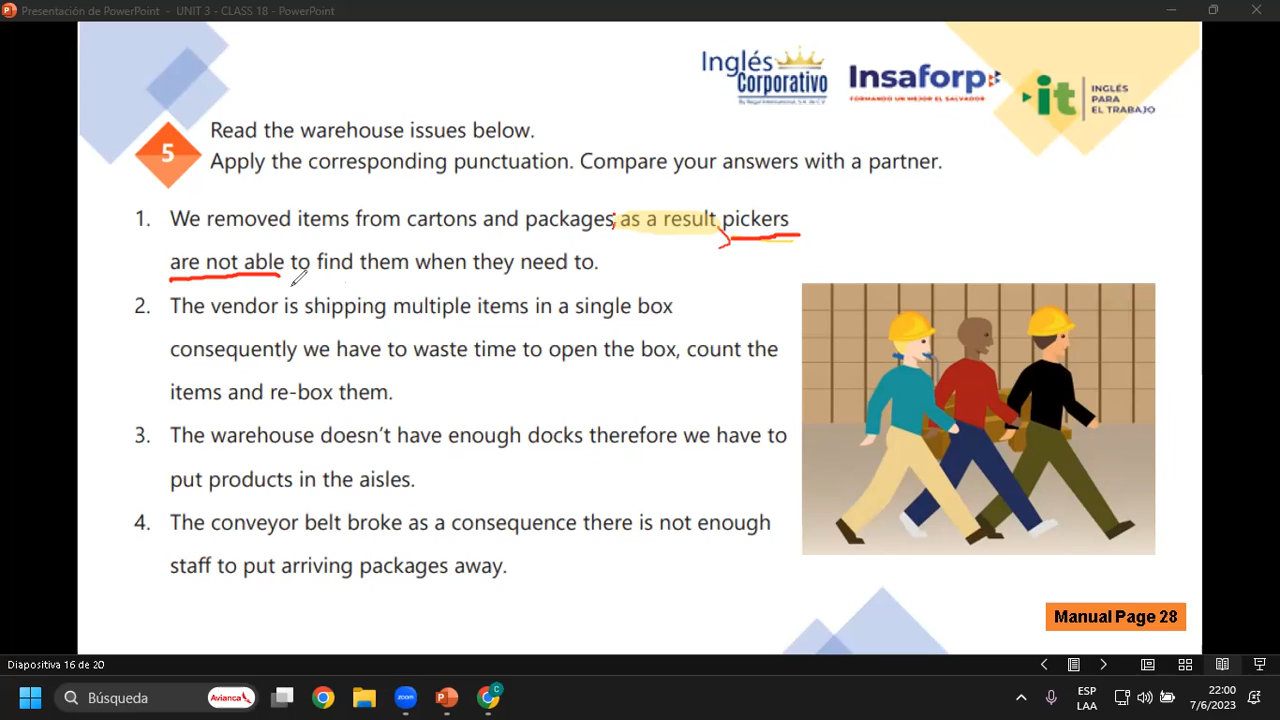 Presentación de PowerPoint - UNIT 3 - CLASS 18 - PowerPoint
Inglés
Corporativo
Insaforp
FORMANDO UN MEJOR EL SALVADOR
it
INGLÉS
PARA
EL TRABAJO
5
Read the warehouse issues below.
Apply the corresponding punctuation. Compare your answers with a partner.
1. We removed items from cartons and packages; as a result, pickers
are not able to find them when they need to.
2. The vendor is shipping multiple items in a single box
consequently we have to waste time to open the box, count the
items and re-box them.
3. The warehouse doesn't have enough docks therefore we have to
put products in the aisles.
4. The conveyor belt broke as a consequence there is not enough
staff to put arriving packages away.
Manual Page 28
Diapositiva 16 de 20
Búsqueda
Avianca
zoom
C
ESP
LAA
22:00
7/6/2023